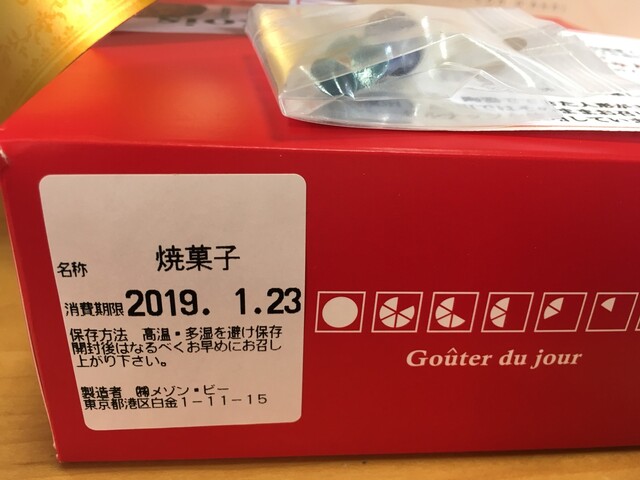 名称 焼菓子
消費期限 2019. 1.23
保存方法 高温・多湿を避け保存
開封後はなるべくお早めにお召し
上がり下さい。
製造者 ㈱メゾン・ビー
東京都港区白金1-11-15
Goûter du jour